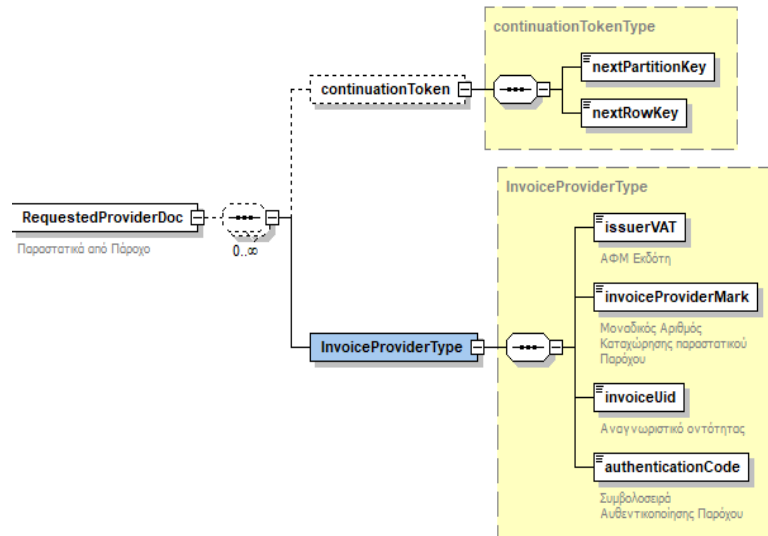 continuationTokenType
nextPartitionKey
continuationToken
nextRowKey
InvoiceProviderType
RequestedProviderDoc
Παραστατικά από Πάροχο
0..∞
issuerVAT
ΑΦΜ Εκδότη
invoiceProviderMark
Μοναδικός Αριθμός
Καταχώρησης παραστατικού
Παρόχου
InvoiceProviderType
invoiceUid
Αναγνωριστικό οντότητας
authenticationCode
Συμβολοσειρά
Αυθεντικοποίησης Παρόχου